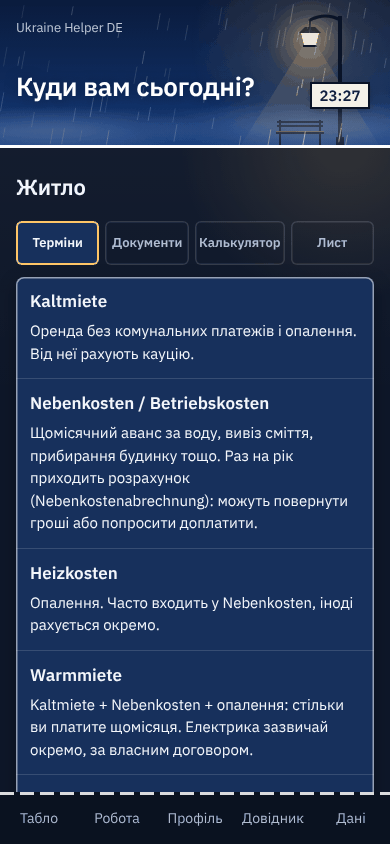 Ukraine Helper DE
Куди вам сьогодні?
23:27
Житло
Терміни
Документи
Калькулятор
Лист
Kaltmiete
Оренда без комунальних платежів і опалення.
Від неї рахують кауцію.
Nebenkosten / Betriebskosten
Щомісячний аванс за воду, вивіз сміття,
прибирання будинку тощо. Раз на рік
приходить розрахунок
(Nebenkostenabrechnung): можуть повернути
гроші або попросити доплатити.
Heizkosten
Опалення. Часто входить у Nebenkosten, іноді
рахується окремо.
Warmmiete
Kaltmiete + Nebenkosten + опалення: стільки
ви платите щомісяця. Електрика зазвичай
окремо, за власним договором.
Табло
Робота
Профіль
Довідник
Дані